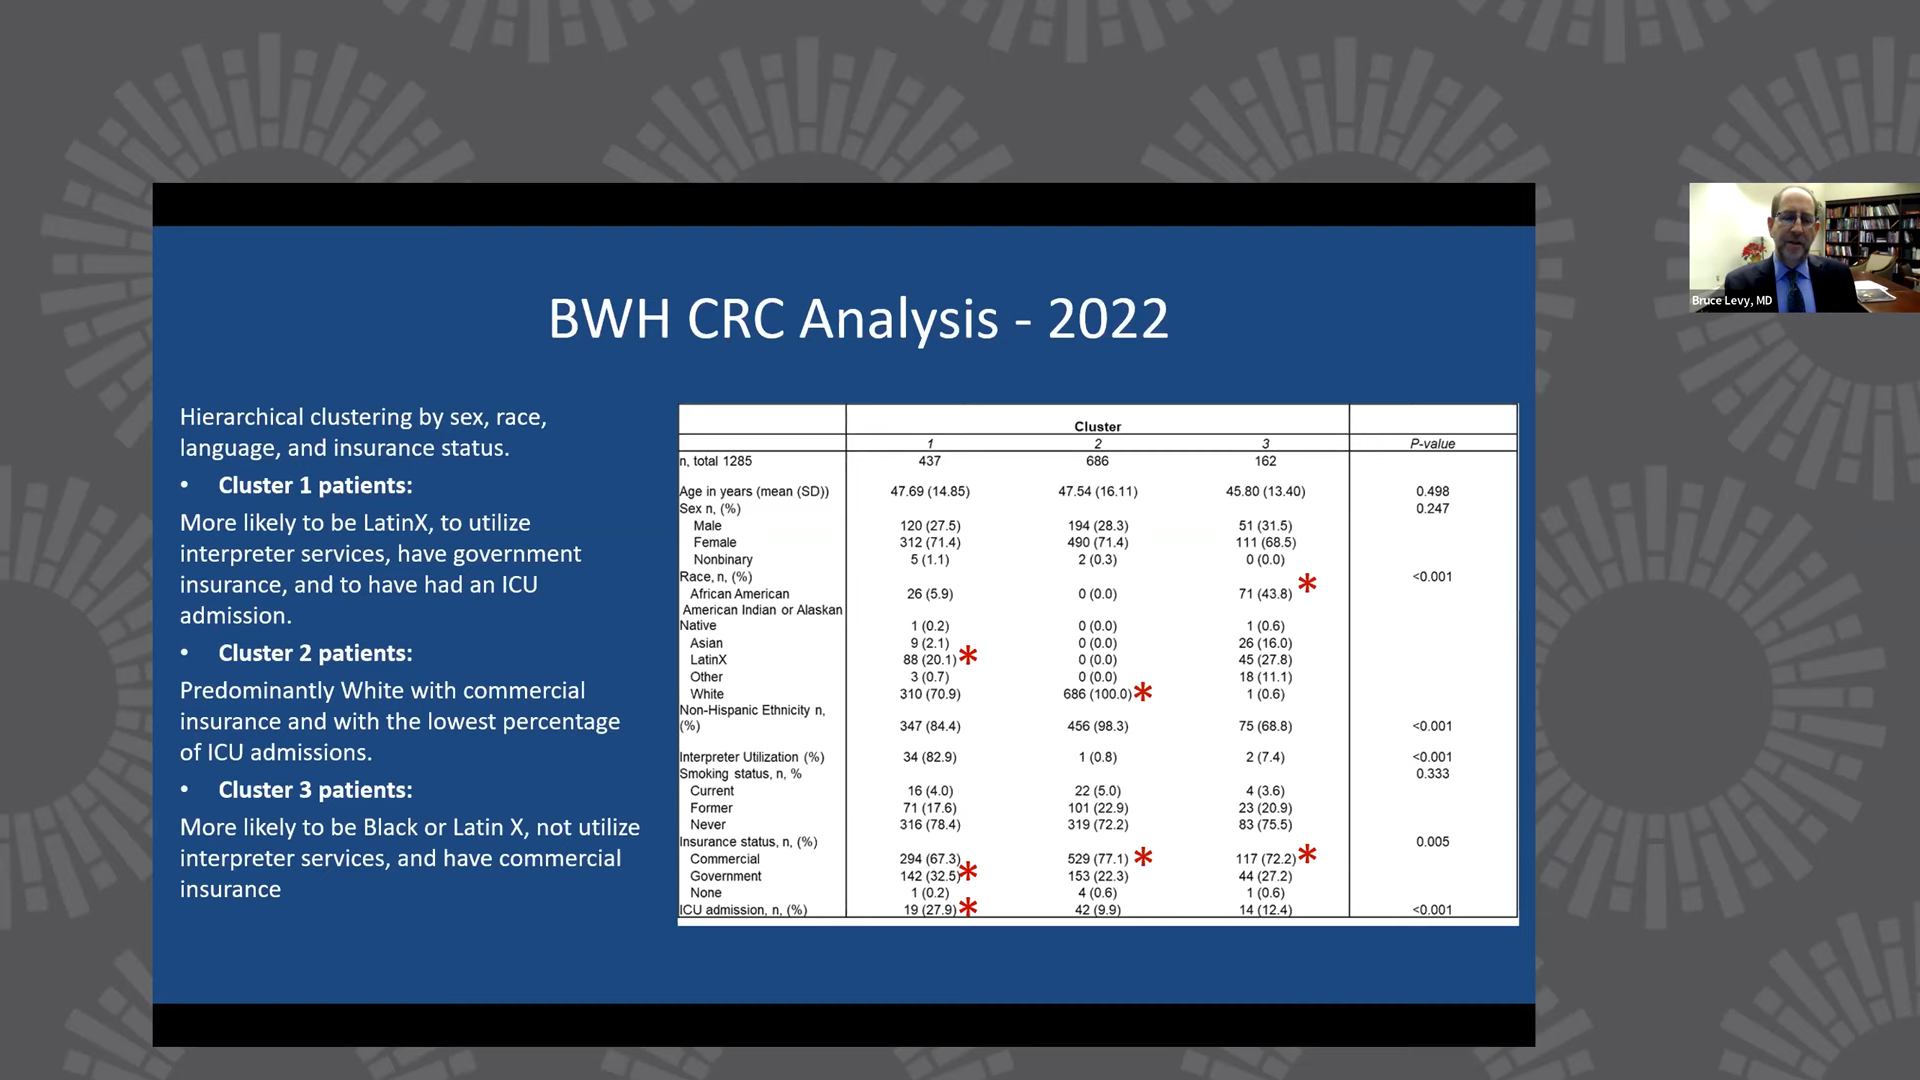 BWH CRC Analysis - 2022
Hierarchical clustering by sex, race,
language, and insurance status.
• Cluster 1 patients:
More likely to be LatinX, to utilize
interpreter services, have government
insurance, and to have had an ICU
admission.
• Cluster 2 patients:
Predominantly White with commercial
insurance and with the lowest percentage
of ICU admissions.
• Cluster 3 patients:
More likely to be Black or Latin X, not utilize
interpreter services, and have commercial
insurance
Cluster
1 2 3 P-value
n, total 1285 437 686 162
Age in years (mean (SD)) 47.69 (14.85) 47.54 (16.11) 45.80 (13.40) 0.498
Sex n, (%) 0.247
Male 120 (27.5) 194 (28.3) 51 (31.5)
Female 312 (71.4) 490 (71.4) 111 (68.5)
Nonbinary 5 (1.1) 2 (0.3) 0 (0.0)
Race, n, (%) <0.001
African American 26 (5.9) 0 (0.0) 71 (43.8) *
American Indian or Alaskan
Native 1 (0.2) 0 (0.0) 1 (0.6)
Asian 9 (2.1) 0 (0.0) 26 (16.0)
LatinX 88 (20.1) * 0 (0.0) 45 (27.8)
Other 3 (0.7) 0 (0.0) 18 (11.1)
White 310 (70.9) 686 (100.0) * 1 (0.6)
Non-Hispanic Ethnicity n,
(%) 347 (84.4) 456 (98.3) 75 (68.8) <0.001
Interpreter Utilization (%) 34 (82.9) 1 (0.8) 2 (7.4) <0.001
Smoking status, n, % 0.333
Current 16 (4.0) 22 (5.0) 4 (3.6)
Former 71 (17.6) 101 (22.9) 23 (20.9)
Never 316 (78.4) 319 (72.2) 83 (75.5)
Insurance status, n, (%) 0.005
Commercial 294 (67.3) 529 (77.1) * 117 (72.2) *
Government 142 (32.5) * 153 (22.3) 44 (27.2)
None 1 (0.2) 4 (0.6) 1 (0.6)
ICU admission, n, (%) 19 (27.9) * 42 (9.9) 14 (12.4) <0.001
Bruce Levy, MD